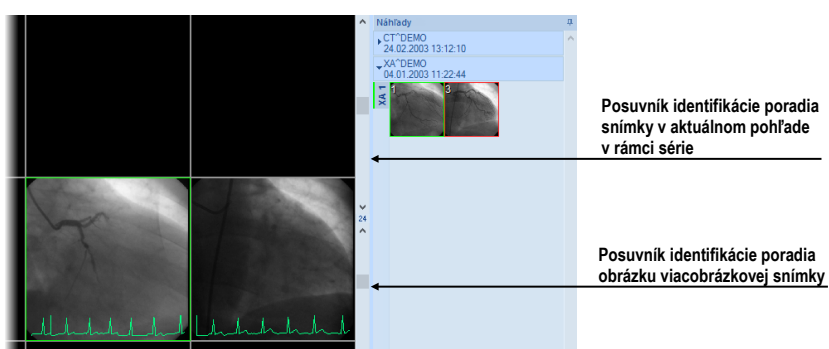 Náhľady
CT^DEMO
24.02.2003 13:12:10
XA^DEMO
04.01.2003 11:22:44
XA 1
1
3
24
Posuvník identifikácie poradia
snímky v aktuálnom pohľade
v rámci série
Posuvník identifikácie poradia
obrázku viacobrázkovej snímky